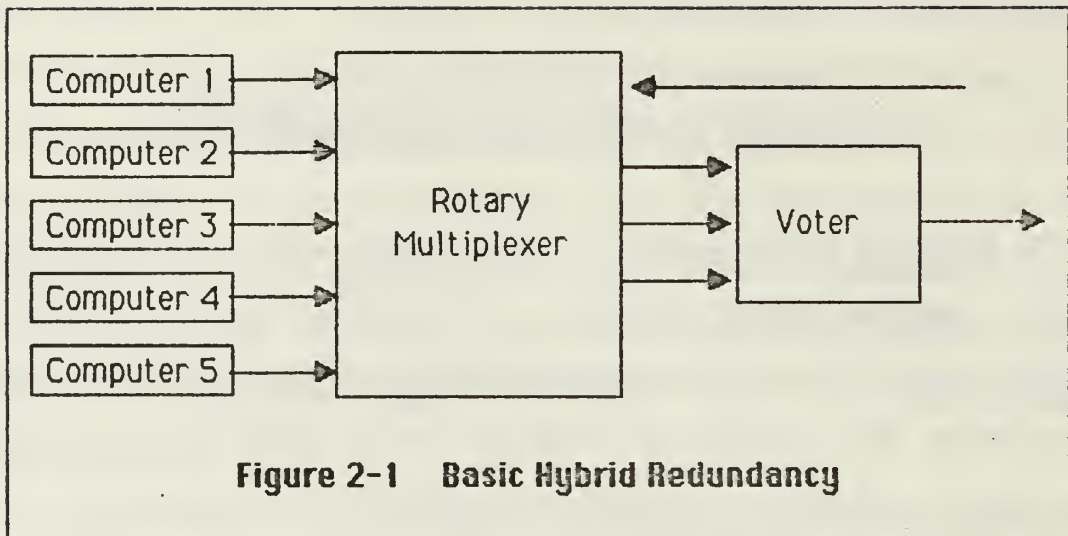 Computer 1
Computer 2
Computer 3
Computer 4
Computer 5
Rotary
Multiplexer
Voter
Figure 2-1 Basic Hybrid Redundancy